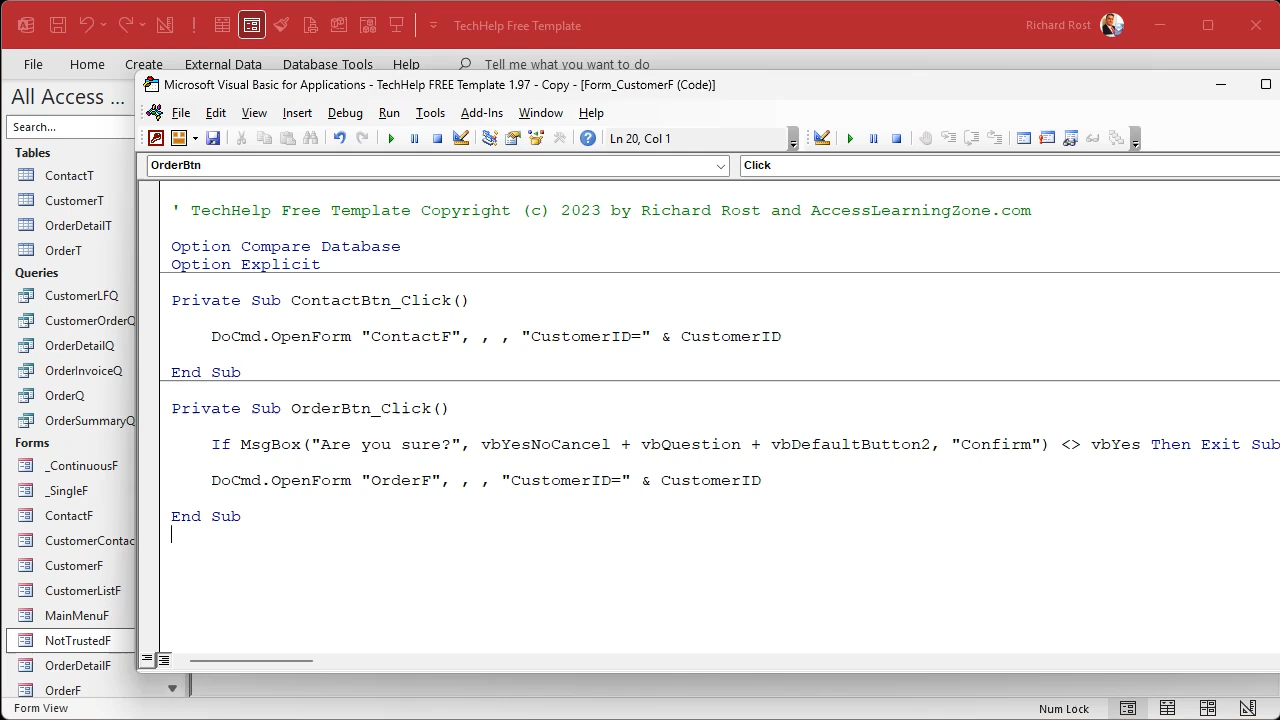 TechHelp Free Template
Richard Rost
File Home Create External Data Database Tools Help Tell me what you want to do
All Access ...
Search...
Tables
ContactT
CustomerT
OrderDetailT
OrderT
Queries
CustomerLFQ
CustomerOrderQ
OrderDetailQ
OrderInvoiceQ
OrderQ
OrderSummaryQ
Forms
_ContinuousF
_SingleF
ContactF
CustomerContac
CustomerF
CustomerListF
MainMenuF
NotTrustedF
OrderDetailF
OrderF
Microsoft Visual Basic for Applications - TechHelp FREE Template 1.97 - Copy - [Form_CustomerF (Code)]
File Edit View Insert Format Debug Run Tools Add-Ins Window Help
Ln 20, Col 1
OrderBtn Click
' TechHelp Free Template Copyright (c) 2023 by Richard Rost and AccessLearningZone.com
Option Compare Database
Option Explicit
Private Sub ContactBtn_Click()
DoCmd.OpenForm "ContactF", , , "CustomerID=" & CustomerID
End Sub
Private Sub OrderBtn_Click()
If MsgBox("Are you sure?", vbYesNoCancel + vbQuestion + vbDefaultButton2, "Confirm") <> vbYes Then Exit Sub
DoCmd.OpenForm "OrderF", , , "CustomerID=" & CustomerID
End Sub
Form View
Num Lock